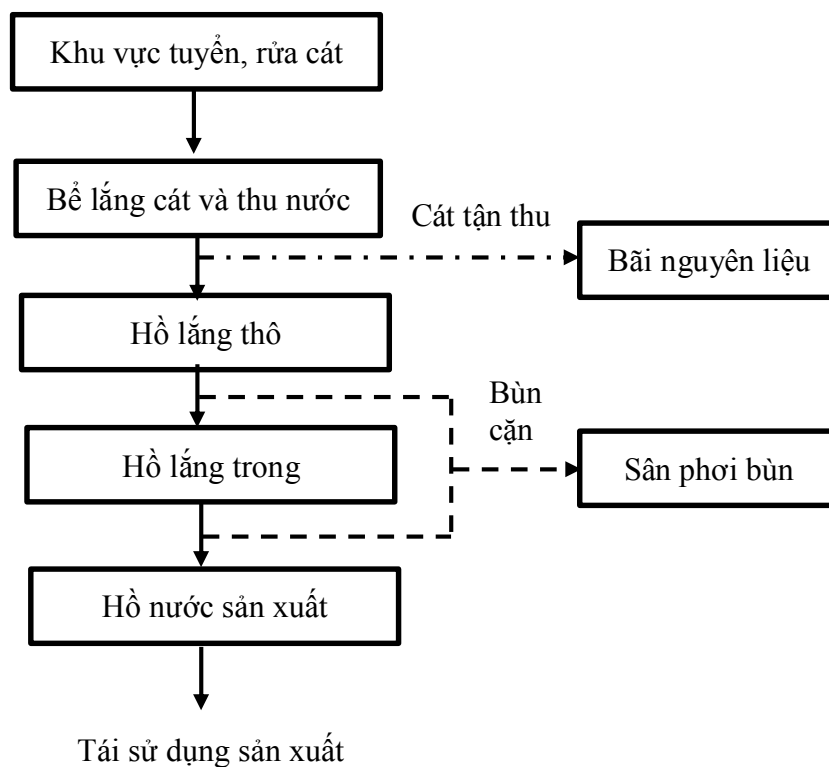 Khu vực tuyển, rửa cát
Bể lắng cát và thu nước
Cát tận thu
Bãi nguyên liệu
Hồ lắng thô
Bùn
cặn
Hồ lắng trong
Sân phơi bùn
Hồ nước sản xuất
Tái sử dụng sản xuất